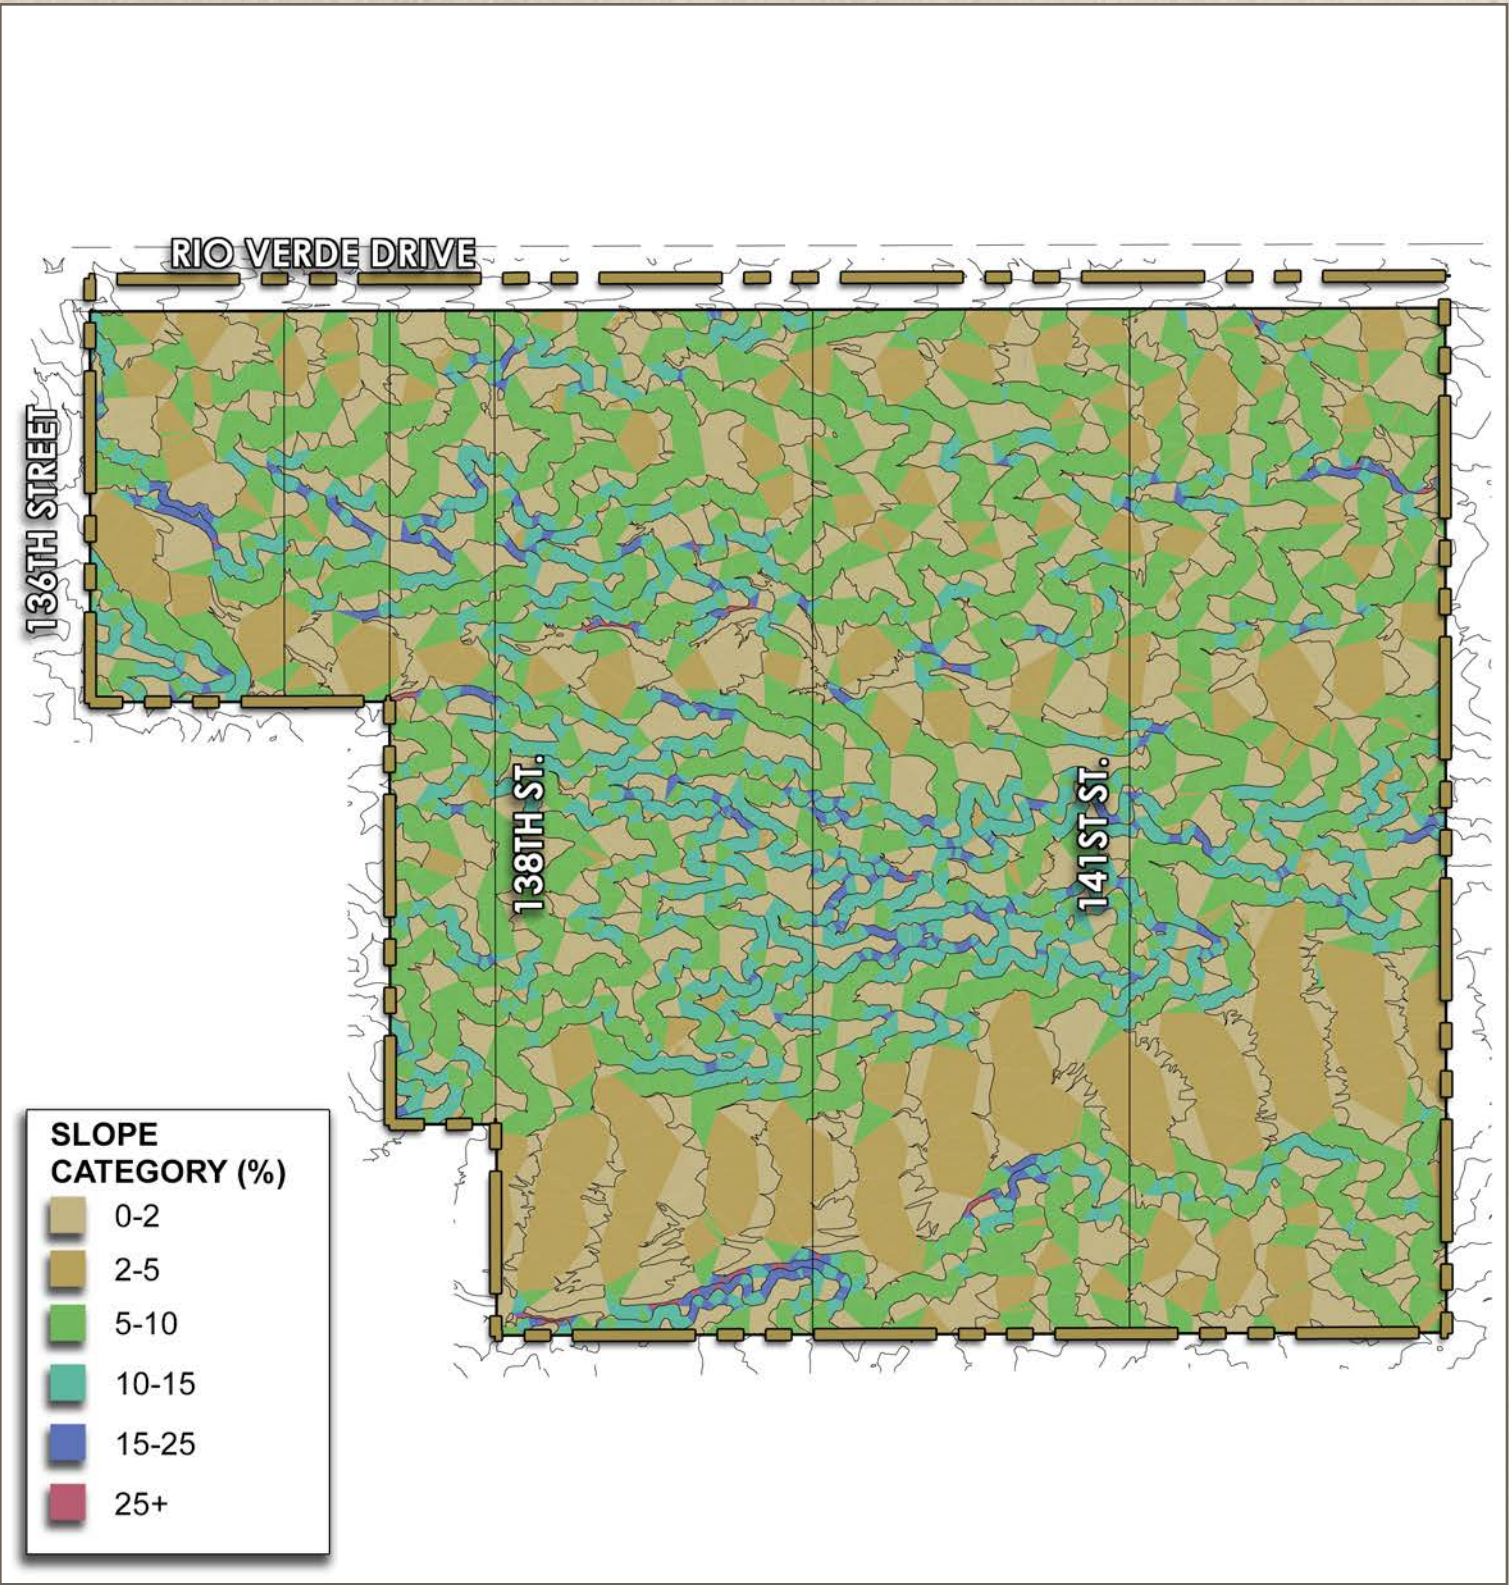 RIO VERDE DRIVE
136TH STREET
138TH ST.
141ST ST.
SLOPE
CATEGORY (%)
0-2
2-5
5-10
10-15
15-25
25+